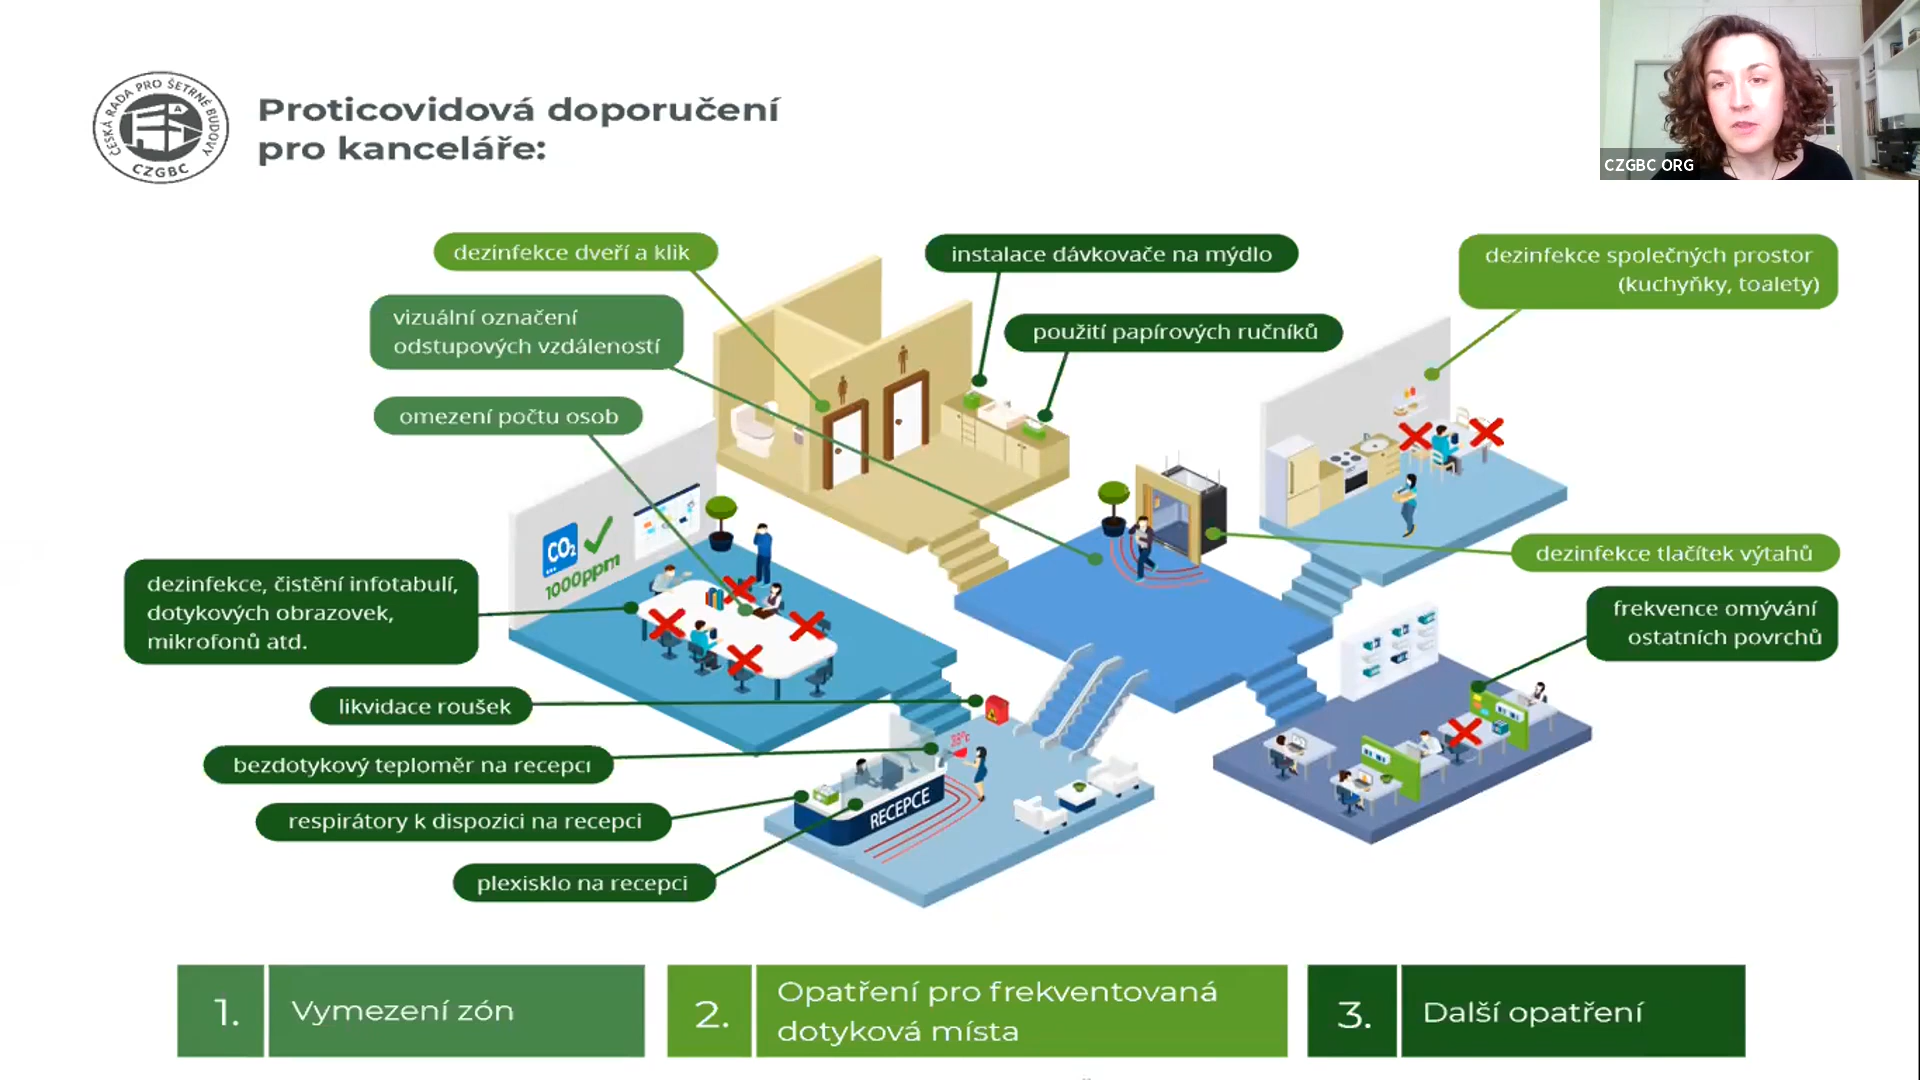 ČESKÁ RADA PRO ŠETRNÉ BUDOVY
CZGBC
Proticovidová doporučení
pro kanceláře:
CZGBC ORG
dezinfekce dveří a klik
instalace dávkovače na mýdlo
dezinfekce společných prostor
(kuchyňky, toalety)
vizuální označení
odstupových vzdáleností
použití papírových ručníků
omezení počtu osob
CO₂
1000ppm
dezinfekce tlačítek výtahů
dezinfekce, čistění infotabulí,
dotykových obrazovek,
mikrofonů atd.
frekvence omývání
ostatních povrchů
likvidace roušek
38°c
bezdotykový teploměr na recepci
RECEPCE
respirátory k dispozici na recepci
plexisklo na recepci
1.
Vymezení zón
2.
Opatření pro frekventovaná
dotyková místa
3.
Další opatření